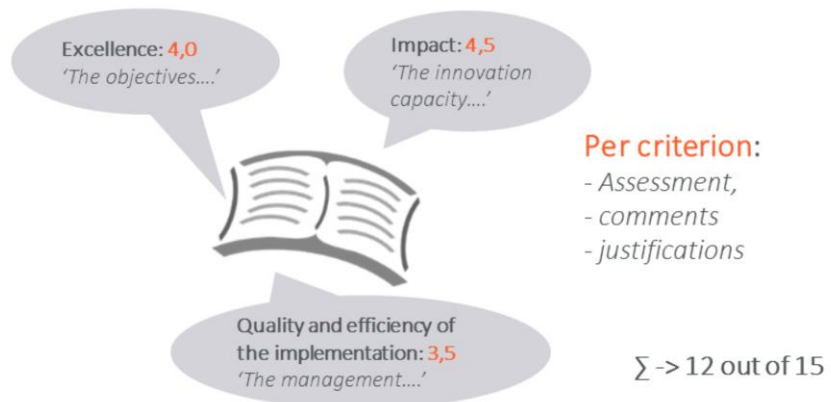 Excellence: 4,0
‘The objectives....’
Impact: 4,5
‘The innovation
capacity....’
Per criterion:
- Assessment,
- comments
- justifications
Quality and efficiency of
the implementation: 3,5
‘The management....’
∑ -> 12 out of 15